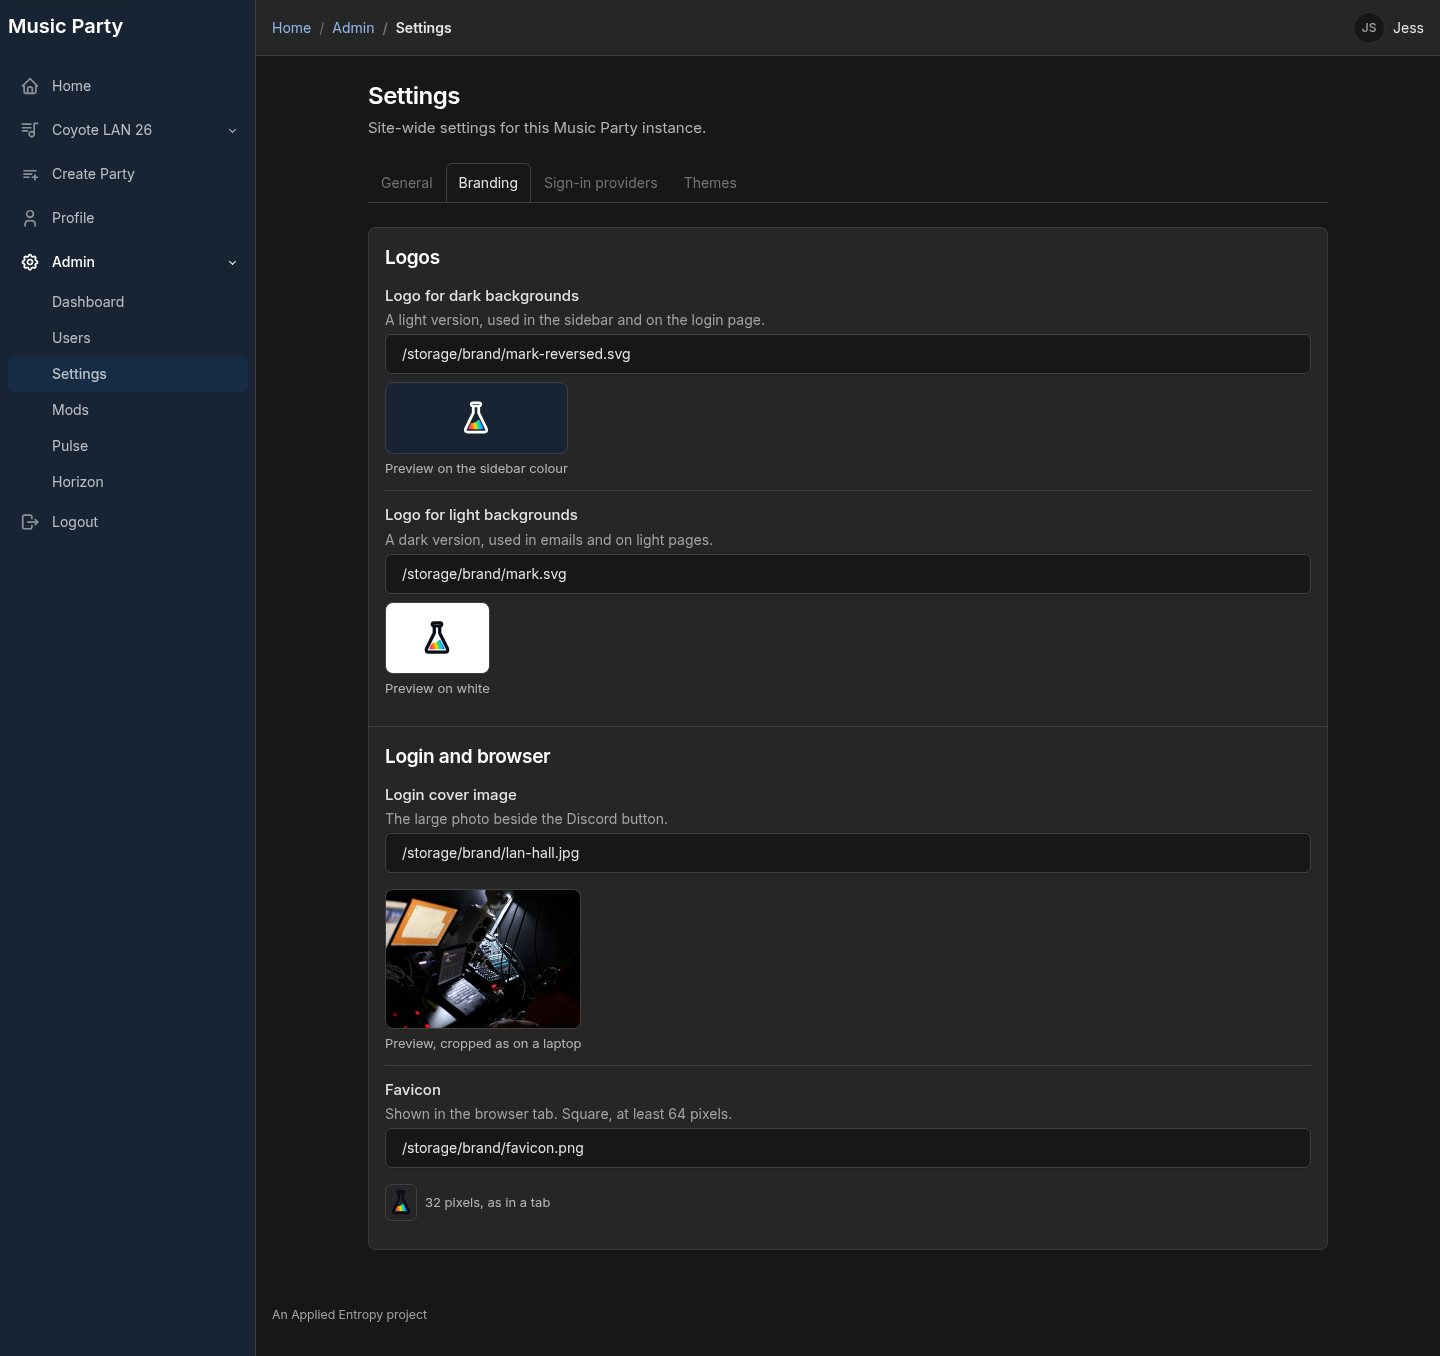 Music Party
Home
Coyote LAN 26
Create Party
Profile
Admin
Dashboard
Users
Settings
Mods
Pulse
Horizon
Logout
Home / Admin / Settings
JS Jess
Settings
Site-wide settings for this Music Party instance.
General Branding Sign-in providers Themes
Logos
Logo for dark backgrounds
A light version, used in the sidebar and on the login page.
/storage/brand/mark-reversed.svg
Preview on the sidebar colour
Logo for light backgrounds
A dark version, used in emails and on light pages.
/storage/brand/mark.svg
Preview on white
Login and browser
Login cover image
The large photo beside the Discord button.
/storage/brand/lan-hall.jpg
Preview, cropped as on a laptop
Favicon
Shown in the browser tab. Square, at least 64 pixels.
/storage/brand/favicon.png
32 pixels, as in a tab
An Applied Entropy project